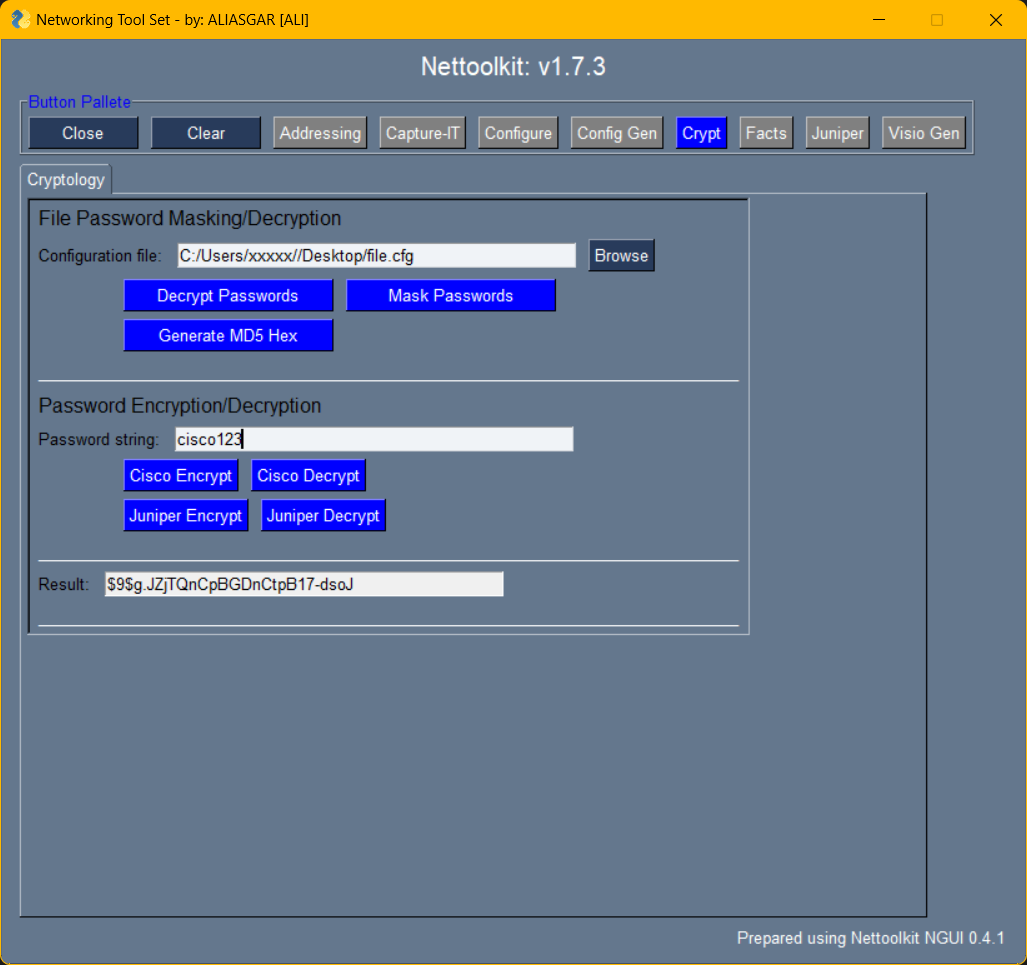 Networking Tool Set - by: ALIASGAR [ALI]
Nettoolkit: v1.7.3
Button Pallete
Close Clear Addressing Capture-IT Configure Config Gen Crypt Facts Juniper Visio Gen
Cryptology
File Password Masking/Decryption
Configuration file: C:/Users/xxxxx//Desktop/file.cfg Browse
Decrypt Passwords Mask Passwords
Generate MD5 Hex
Password Encryption/Decryption
Password string: cisco123
Cisco Encrypt Cisco Decrypt
Juniper Encrypt Juniper Decrypt
Result: $9$g.JZjTQnCpBGDnCtpB17-dsoJ
Prepared using Nettoolkit NGUI 0.4.1